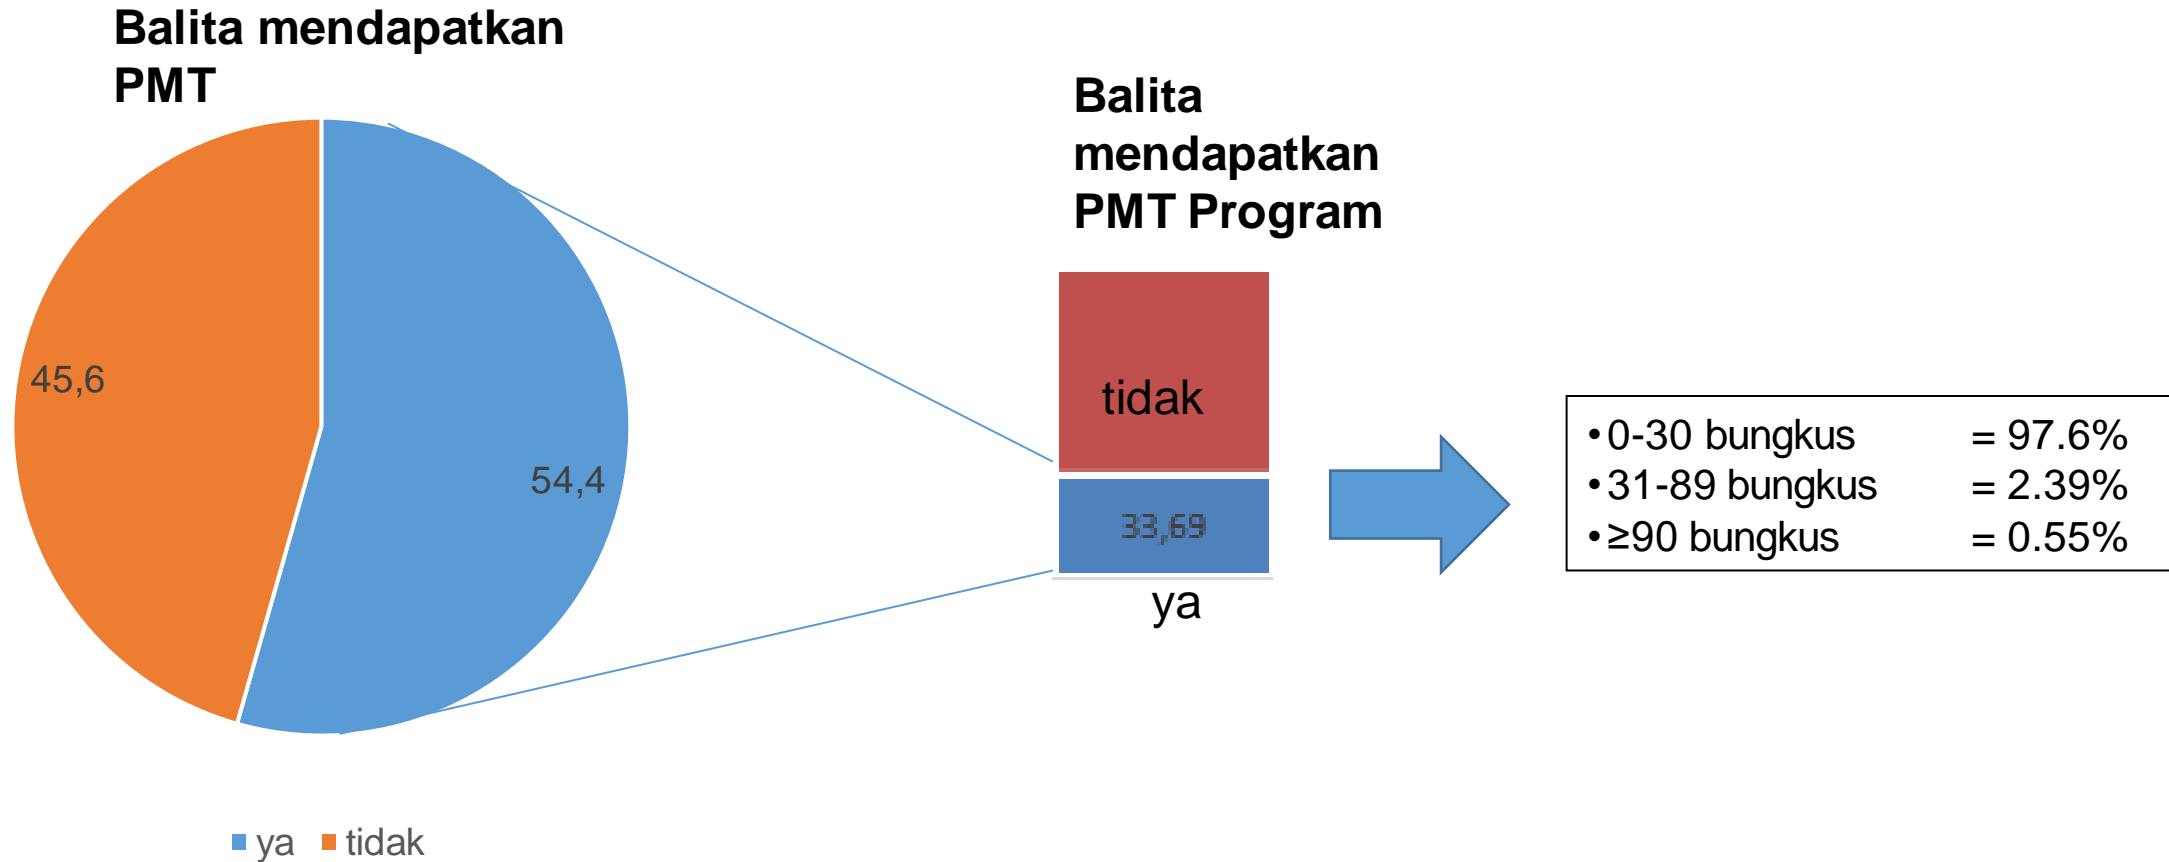 Balita mendapatkan
PMT
45,6
54,4
ya tidak
Balita
mendapatkan
PMT Program
tidak
33,69
ya
•0-30 bungkus = 97.6%
•31-89 bungkus = 2.39%
•≥90 bungkus = 0.55%